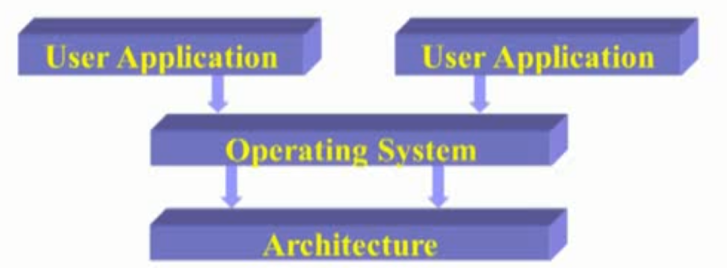 User Application
User Application
Operating System
Architecture